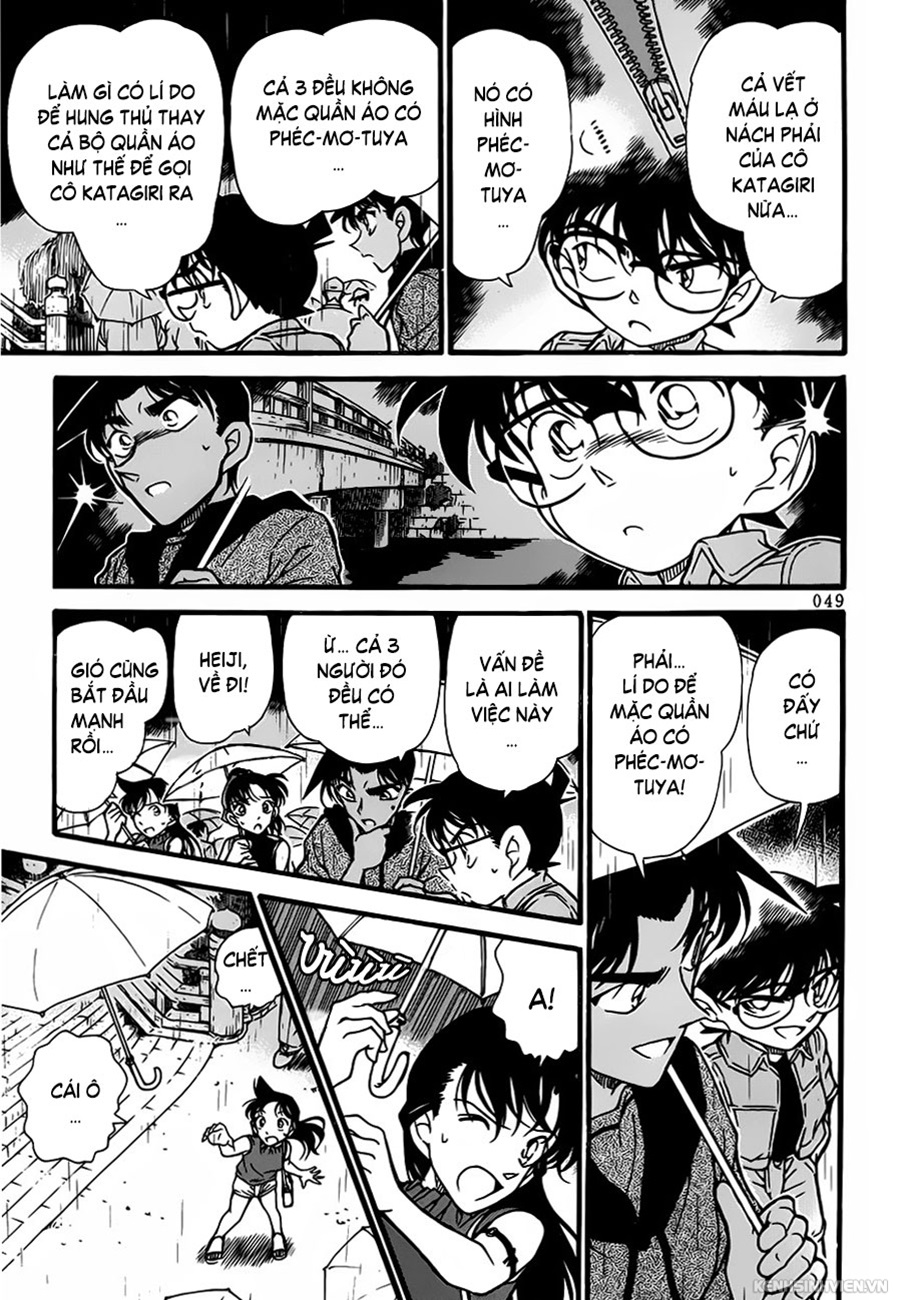 CẢ VẾT
MÁU LẠ Ở
NÁCH PHẢI
CỦA CÔ
KATAGIRI
NỮA...
NÓ CÓ
HÌNH
PHÉC-
MƠ-
TUYA
...
CẢ 3 ĐỀU KHÔNG
MẶC QUẦN ÁO CÓ
PHÉC-MƠ-TUYA
...
LÀM GÌ CÓ LÍ DO
ĐỂ HUNG THỦ THAY
CẢ BỘ QUẦN ÁO
NHƯ THẾ ĐỂ GỌI
CÔ KATAGIRI RA
...
049
CÓ
ĐẤY
CHỨ
...
PHẢI...
LÍ DO ĐỂ
MẶC QUẦN
ÁO CÓ
PHÉC-MƠ-
TUYA!
VẤN ĐỀ
LÀ AI LÀM
VIỆC NÀY
...
Ừ... CẢ 3
NGƯỜI ĐÓ
ĐỀU CÓ
THỂ...
HEIJI,
VỀ ĐI!
GIÓ CŨNG
BẮT ĐẦU
MẠNH
RỒI...
A!
Vùùùù
CHẾT
...
CÁI Ô
...
KENHSINHVIEN.VN